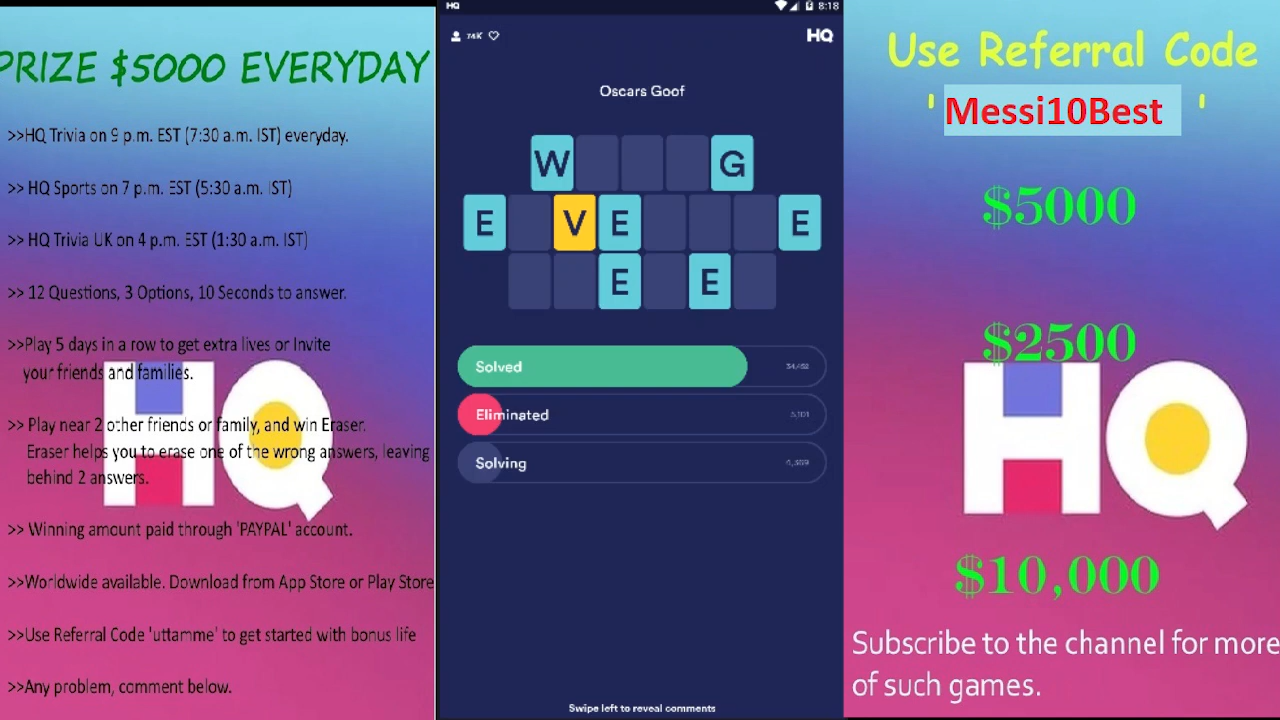 PRIZE $5000 EVERYDAY
>>HQ Trivia on 9 p.m. EST (7:30 a.m. IST) everyday.
>> HQ Sports on 7 p.m. EST (5:30 a.m. IST)
>> HQ Trivia UK on 4 p.m. EST (1:30 a.m. IST)
>> 12 Questions, 3 Options, 10 Seconds to answer.
>>Play 5 days in a row to get extra lives or Invite
your friends and families.
>> Play near 2 other friends or family, and win Eraser.
Eraser helps you to erase one of the wrong answers, leaving
behind 2 answers.
>> Winning amount paid through 'PAYPAL' account.
>>Worldwide available. Download from App Store or Play Store
>>Use Referral Code 'uttamme' to get started with bonus life
>>Any problem, comment below.
HQ
HQ
8:18
74K
HQ
Oscars Goof
W G
E V E E
E E
Solved
Eliminated
5,101
Solving
Swipe left to reveal comments
Use Referral Code
' Messi10Best '
$5000
$2500
HQ
$10,000
Subscribe to the channel for more
of such games.